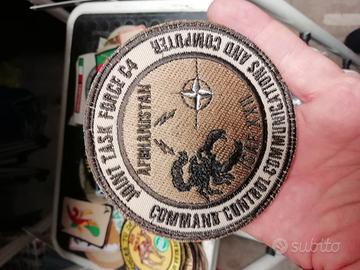 JOINT TASK FORCE C4
COMMAND CONTROL COMMUNICATIONS AND COMPUTER
AFGHANISTAN
subito